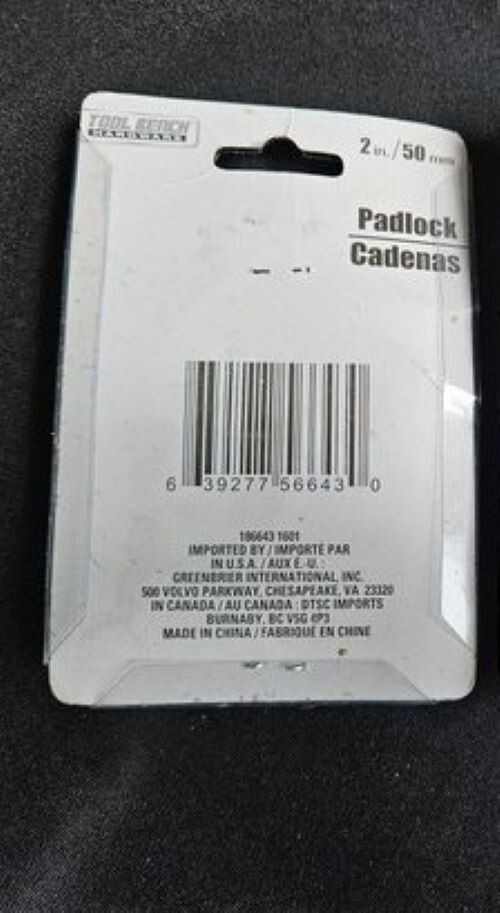 TOOL BENCH
HARDWARE
2 in./50 mm
Padlock
Cadenas
6 39277 56643 0
186643 1601
IMPORTED BY / IMPORTÉ PAR
IN U.S.A. / AUX É.-U. :
GREENBRIER INTERNATIONAL, INC.
500 VOLVO PARKWAY, CHESAPEAKE, VA 23320
IN CANADA / AU CANADA : DTSC IMPORTS
BURNABY, BC V5G 4P3
MADE IN CHINA / FABRIQUÉ EN CHINE